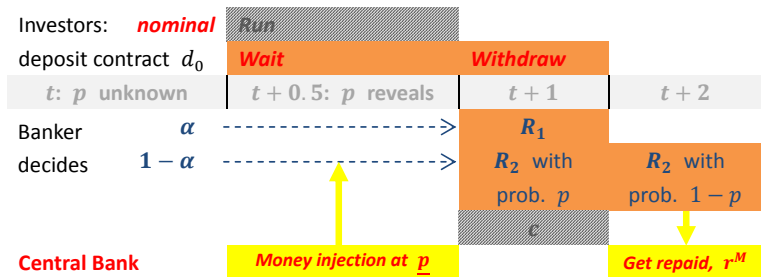 Investors: nominal Run
deposit contract d₀ Wait Withdraw
t: p unknown t + 0.5: p reveals t + 1 t + 2
Banker α R₁
decides 1 − α R₂ with R₂ with
prob. p prob. 1 − p
c
Central Bank Money injection at p Get repaid, r^M